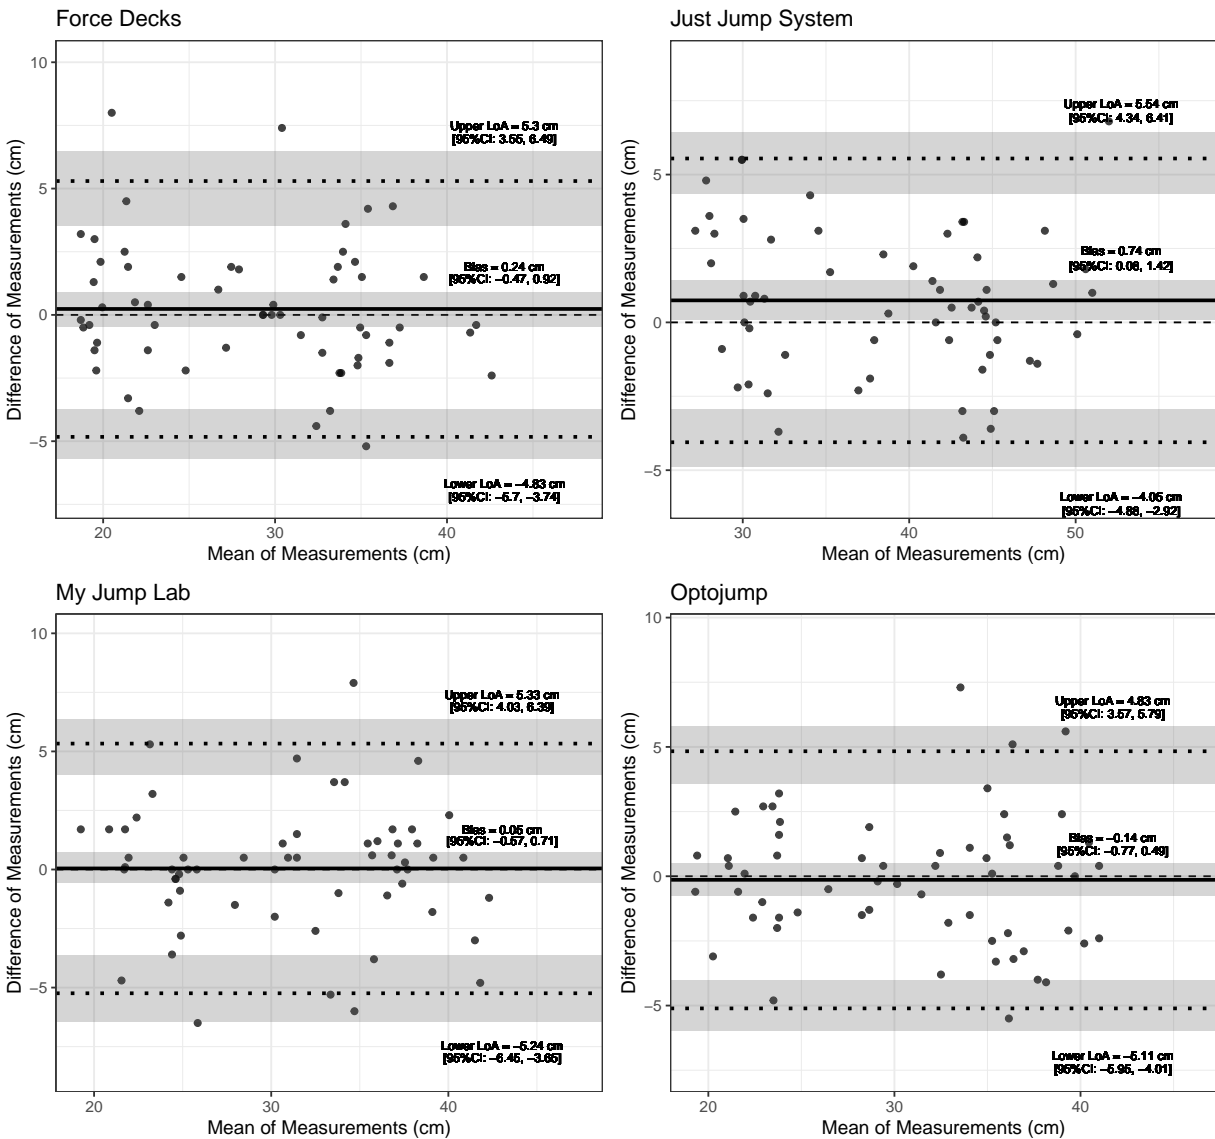 Force Decks
Difference of Measurements (cm)
10
5
0
−5
Upper LoA = 5.3 cm
[95%CI: 3.55, 6.49]
Bias = 0.24 cm
[95%CI: −0.47, 0.92]
Lower LoA = −4.83 cm
[95%CI: −5.7, −3.74]
20
30
40
Mean of Measurements (cm)
Just Jump System
Difference of Measurements (cm)
5
0
−5
Upper LoA = 5.54 cm
[95%CI: 4.34, 6.41]
Bias = 0.74 cm
[95%CI: 0.08, 1.42]
Lower LoA = −4.05 cm
[95%CI: −4.88, −2.92]
30
40
50
Mean of Measurements (cm)
My Jump Lab
Difference of Measurements (cm)
10
5
0
−5
Upper LoA = 5.33 cm
[95%CI: 4.03, 6.39]
Bias = 0.05 cm
[95%CI: −0.57, 0.71]
Lower LoA = −5.24 cm
[95%CI: −6.45, −3.65]
20
30
40
Mean of Measurements (cm)
Optojump
Difference of Measurements (cm)
10
5
0
−5
Upper LoA = 4.83 cm
[95%CI: 3.57, 5.79]
Bias = −0.14 cm
[95%CI: −0.77, 0.49]
Lower LoA = −5.11 cm
[95%CI: −5.95, −4.01]
20
30
40
Mean of Measurements (cm)